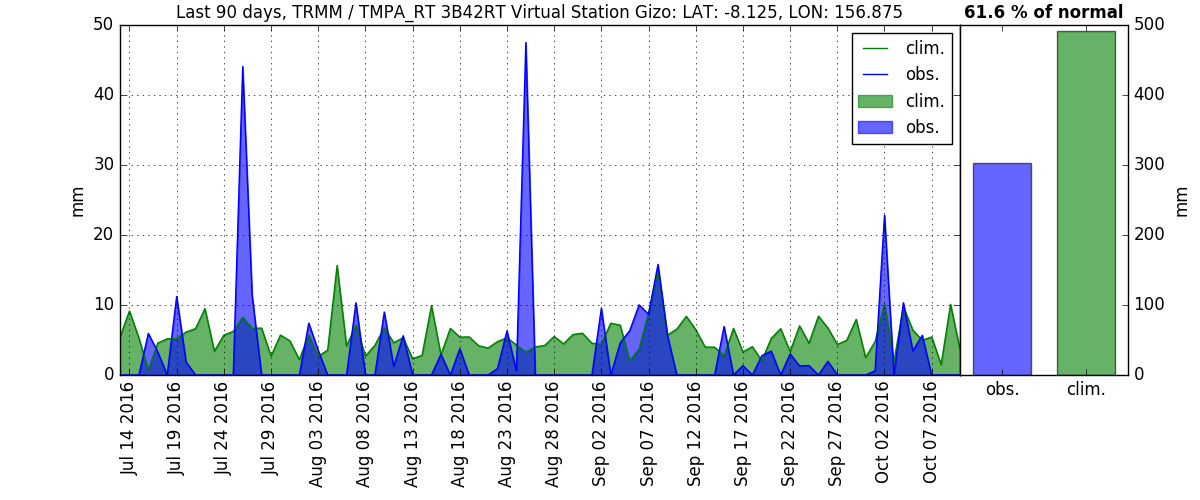 Last 90 days, TRMM / TMPA_RT 3B42RT Virtual Station Gizo: LAT: -8.125, LON: 156.875
61.6 % of normal
50
40
30
20
10
0
mm
clim.
obs.
clim.
obs.
500
400
300
200
100
0
mm
obs.
clim.
Jul 14 2016
Jul 19 2016
Jul 24 2016
Jul 29 2016
Aug 03 2016
Aug 08 2016
Aug 13 2016
Aug 18 2016
Aug 23 2016
Aug 28 2016
Sep 02 2016
Sep 07 2016
Sep 12 2016
Sep 17 2016
Sep 22 2016
Sep 27 2016
Oct 02 2016
Oct 07 2016